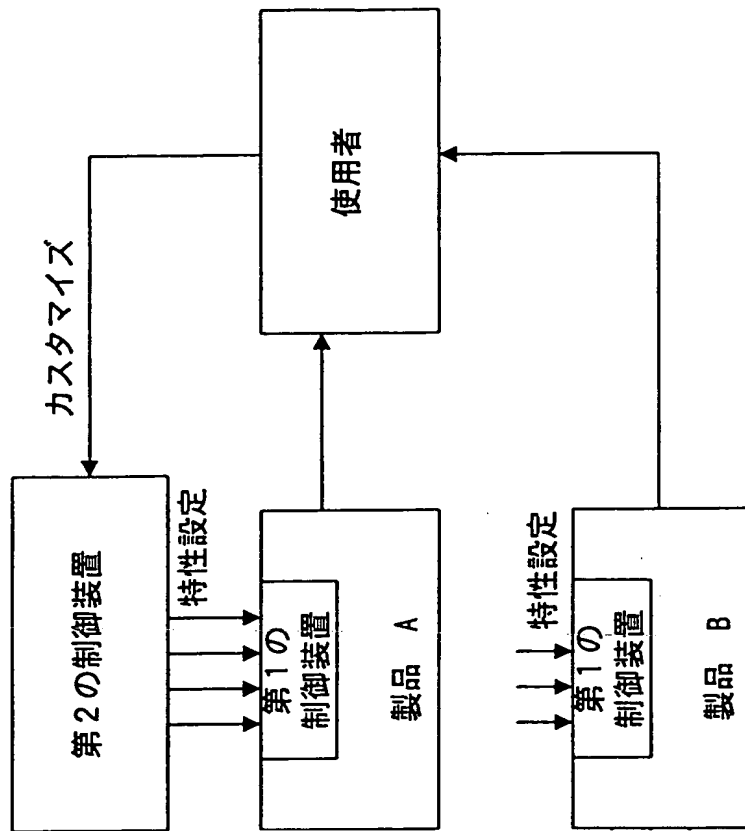 カスタマイズ
使用者
第2の制御装置
特性設定
第1の
制御装置
製品 A
特性設定
第1の
制御装置
製品 B